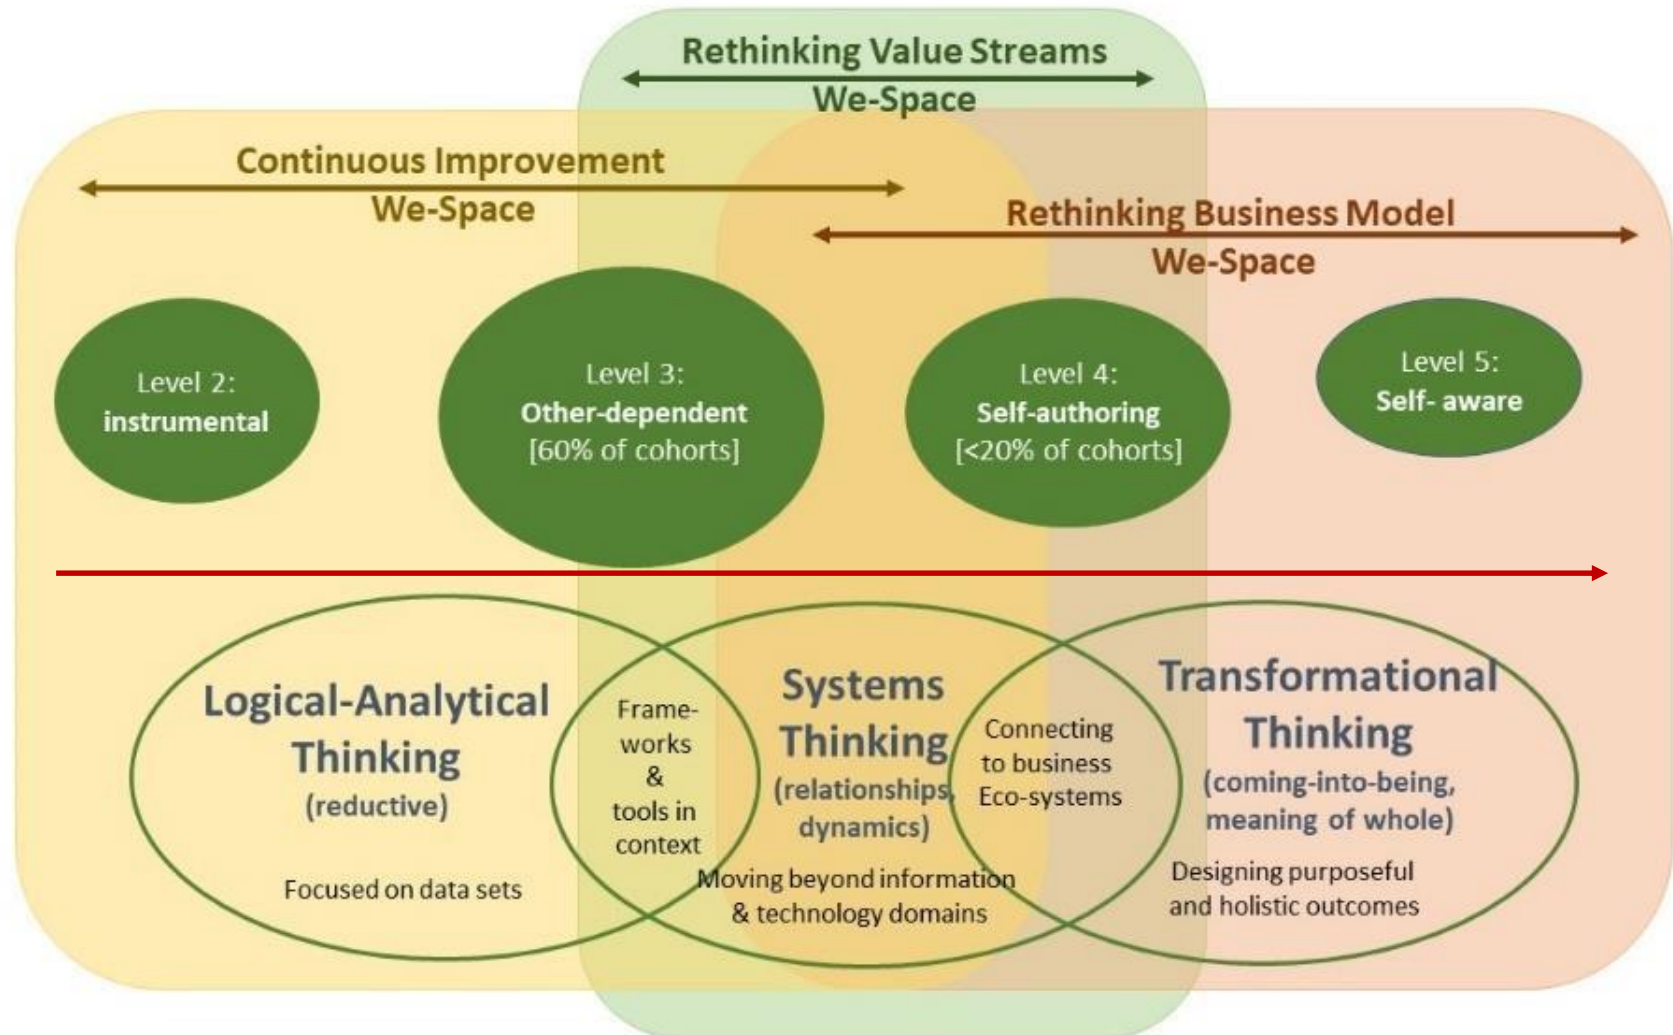 Rethinking Value Streams
We-Space
Continuous Improvement
We-Space
Rethinking Business Model
We-Space
Level 2:
instrumental
Level 3:
Other-dependent
[60% of cohorts]
Level 4:
Self-authoring
[<20% of cohorts]
Level 5:
Self- aware
Logical-Analytical
Thinking
(reductive)
Focused on data sets
Frame-
works
&
tools in
context
Systems
Thinking
(relationships,
dynamics)
Moving beyond information
& technology domains
Connecting
to business
Eco-systems
Transformational
Thinking
(coming-into-being,
meaning of whole)
Designing purposeful
and holistic outcomes